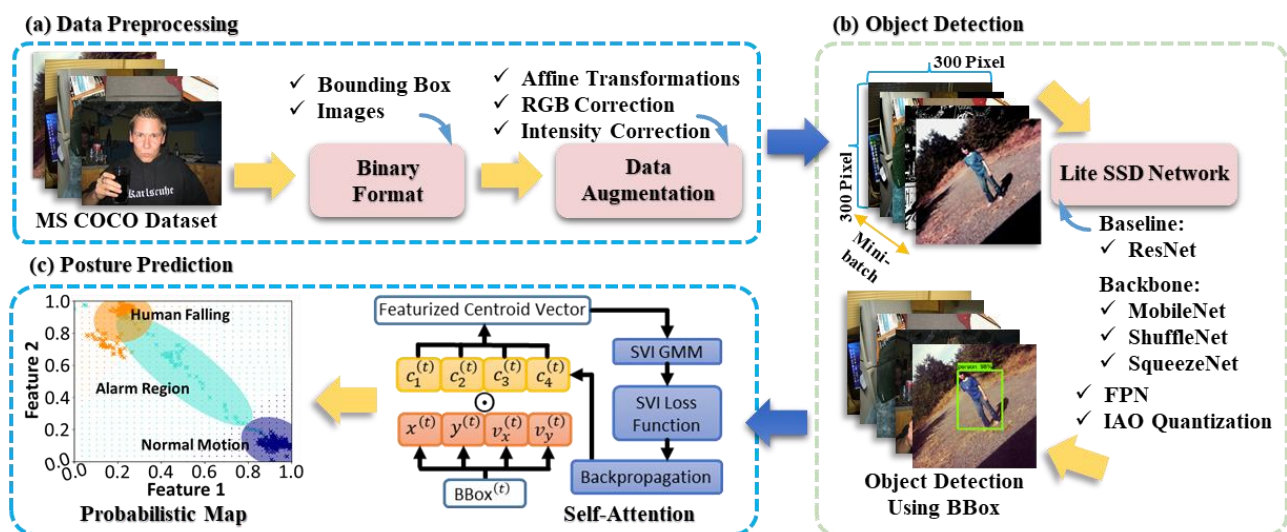 (a) Data Preprocessing
✓ Bounding Box
✓ Images
✓ Affine Transformations
✓ RGB Correction
✓ Intensity Correction
Karlsruhe
Binary
Format
Data
Augmentation
MS COCO Dataset
(b) Object Detection
300 Pixel
300 Pixel
Mini-
batch
Lite SSD Network
Baseline:
✓ ResNet
Backbone:
✓ MobileNet
✓ ShuffleNet
✓ SqueezeNet
✓ FPN
✓ IAO Quantization
person 98%
Object Detection
Using BBox
(c) Posture Prediction
1.0
0.8
0.6
0.4
0.2
0.0
Feature 2
Human Falling
Alarm Region
Normal Motion
0.0 0.2 0.4 0.6 0.8 1.0
Feature 1
Probabilistic Map
Featurized Centroid Vector
c₁⁽ᵗ⁾ c₂⁽ᵗ⁾ c₃⁽ᵗ⁾ c₄⁽ᵗ⁾
⊙
x⁽ᵗ⁾ y⁽ᵗ⁾ vₓ⁽ᵗ⁾ v_y⁽ᵗ⁾
BBox⁽ᵗ⁾
SVI GMM
SVI Loss
Function
Backpropagation
Self-Attention